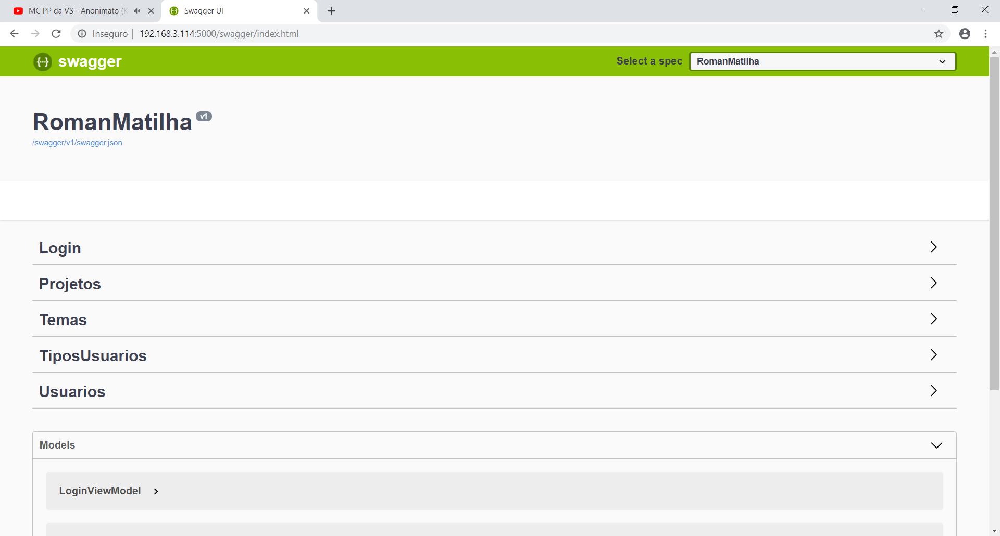 MC PP da VS - Anonimato (K
Swagger UI
Inseguro
192.168.3.114:5000/swagger/index.html
swagger
Select a spec
RomanMatilha
RomanMatilha v1
/swagger/v1/swagger.json
Login
Projetos
Temas
TiposUsuarios
Usuarios
Models
LoginViewModel